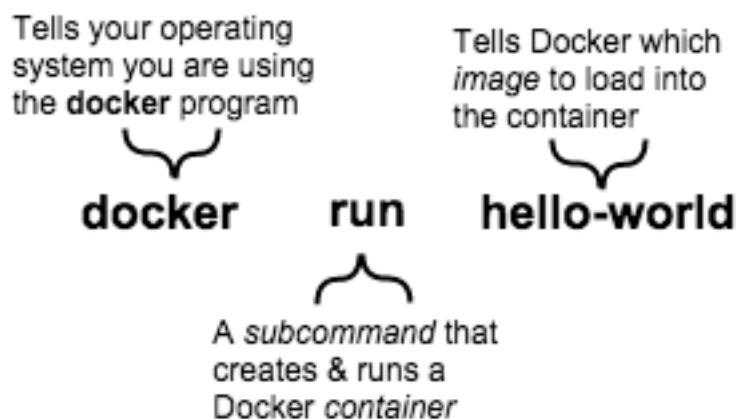 Tells your operating
system you are using
the docker program
Tells Docker which
image to load into
the container
docker run hello-world
A subcommand that
creates & runs a
Docker container